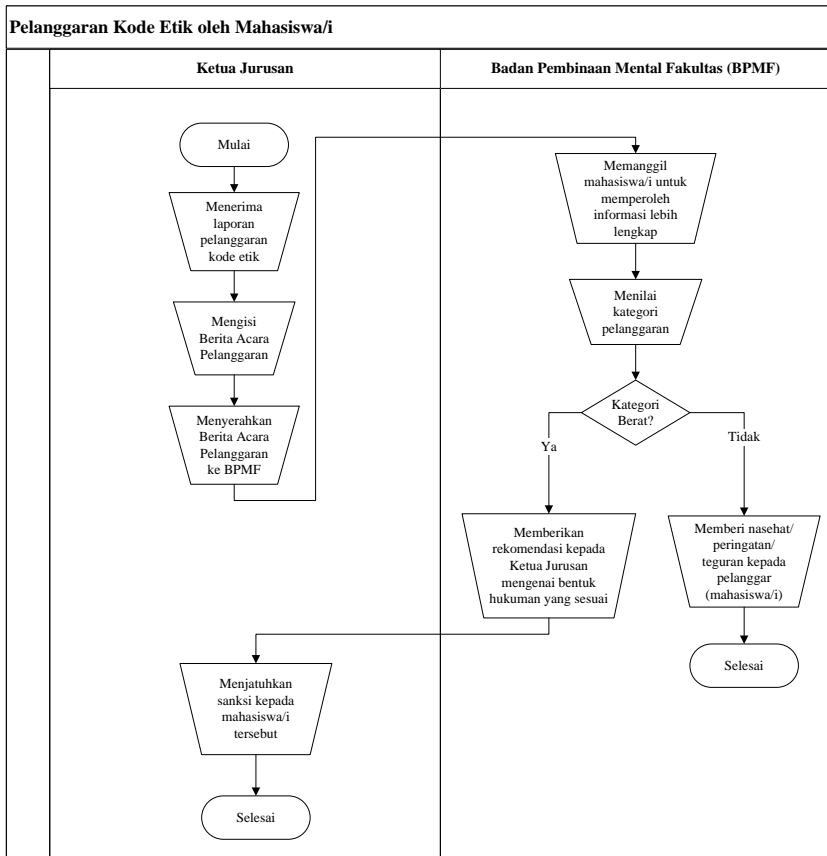 Pelanggaran Kode Etik oleh Mahasiswa/i
Ketua Jurusan
Badan Pembinaan Mental Fakultas (BPMF)
Mulai
Menerima
laporan
pelanggaran
kode etik
Mengisi
Berita Acara
Pelanggaran
Menyerahkan
Berita Acara
Pelanggaran
ke BPMF
Memanggil
mahasiswa/i untuk
memperoleh
informasi lebih
lengkap
Menilai
kategori
pelanggaran
Kategori
Berat?
Ya
Tidak
Memberikan
rekomendasi kepada
Ketua Jurusan
mengenai bentuk
hukuman yang sesuai
Memberi nasehat/
peringatan/
teguran kepada
pelanggar
(mahasiswa/i)
Selesai
Menjatuhkan
sanksi kepada
mahasiswa/i
tersebut
Selesai